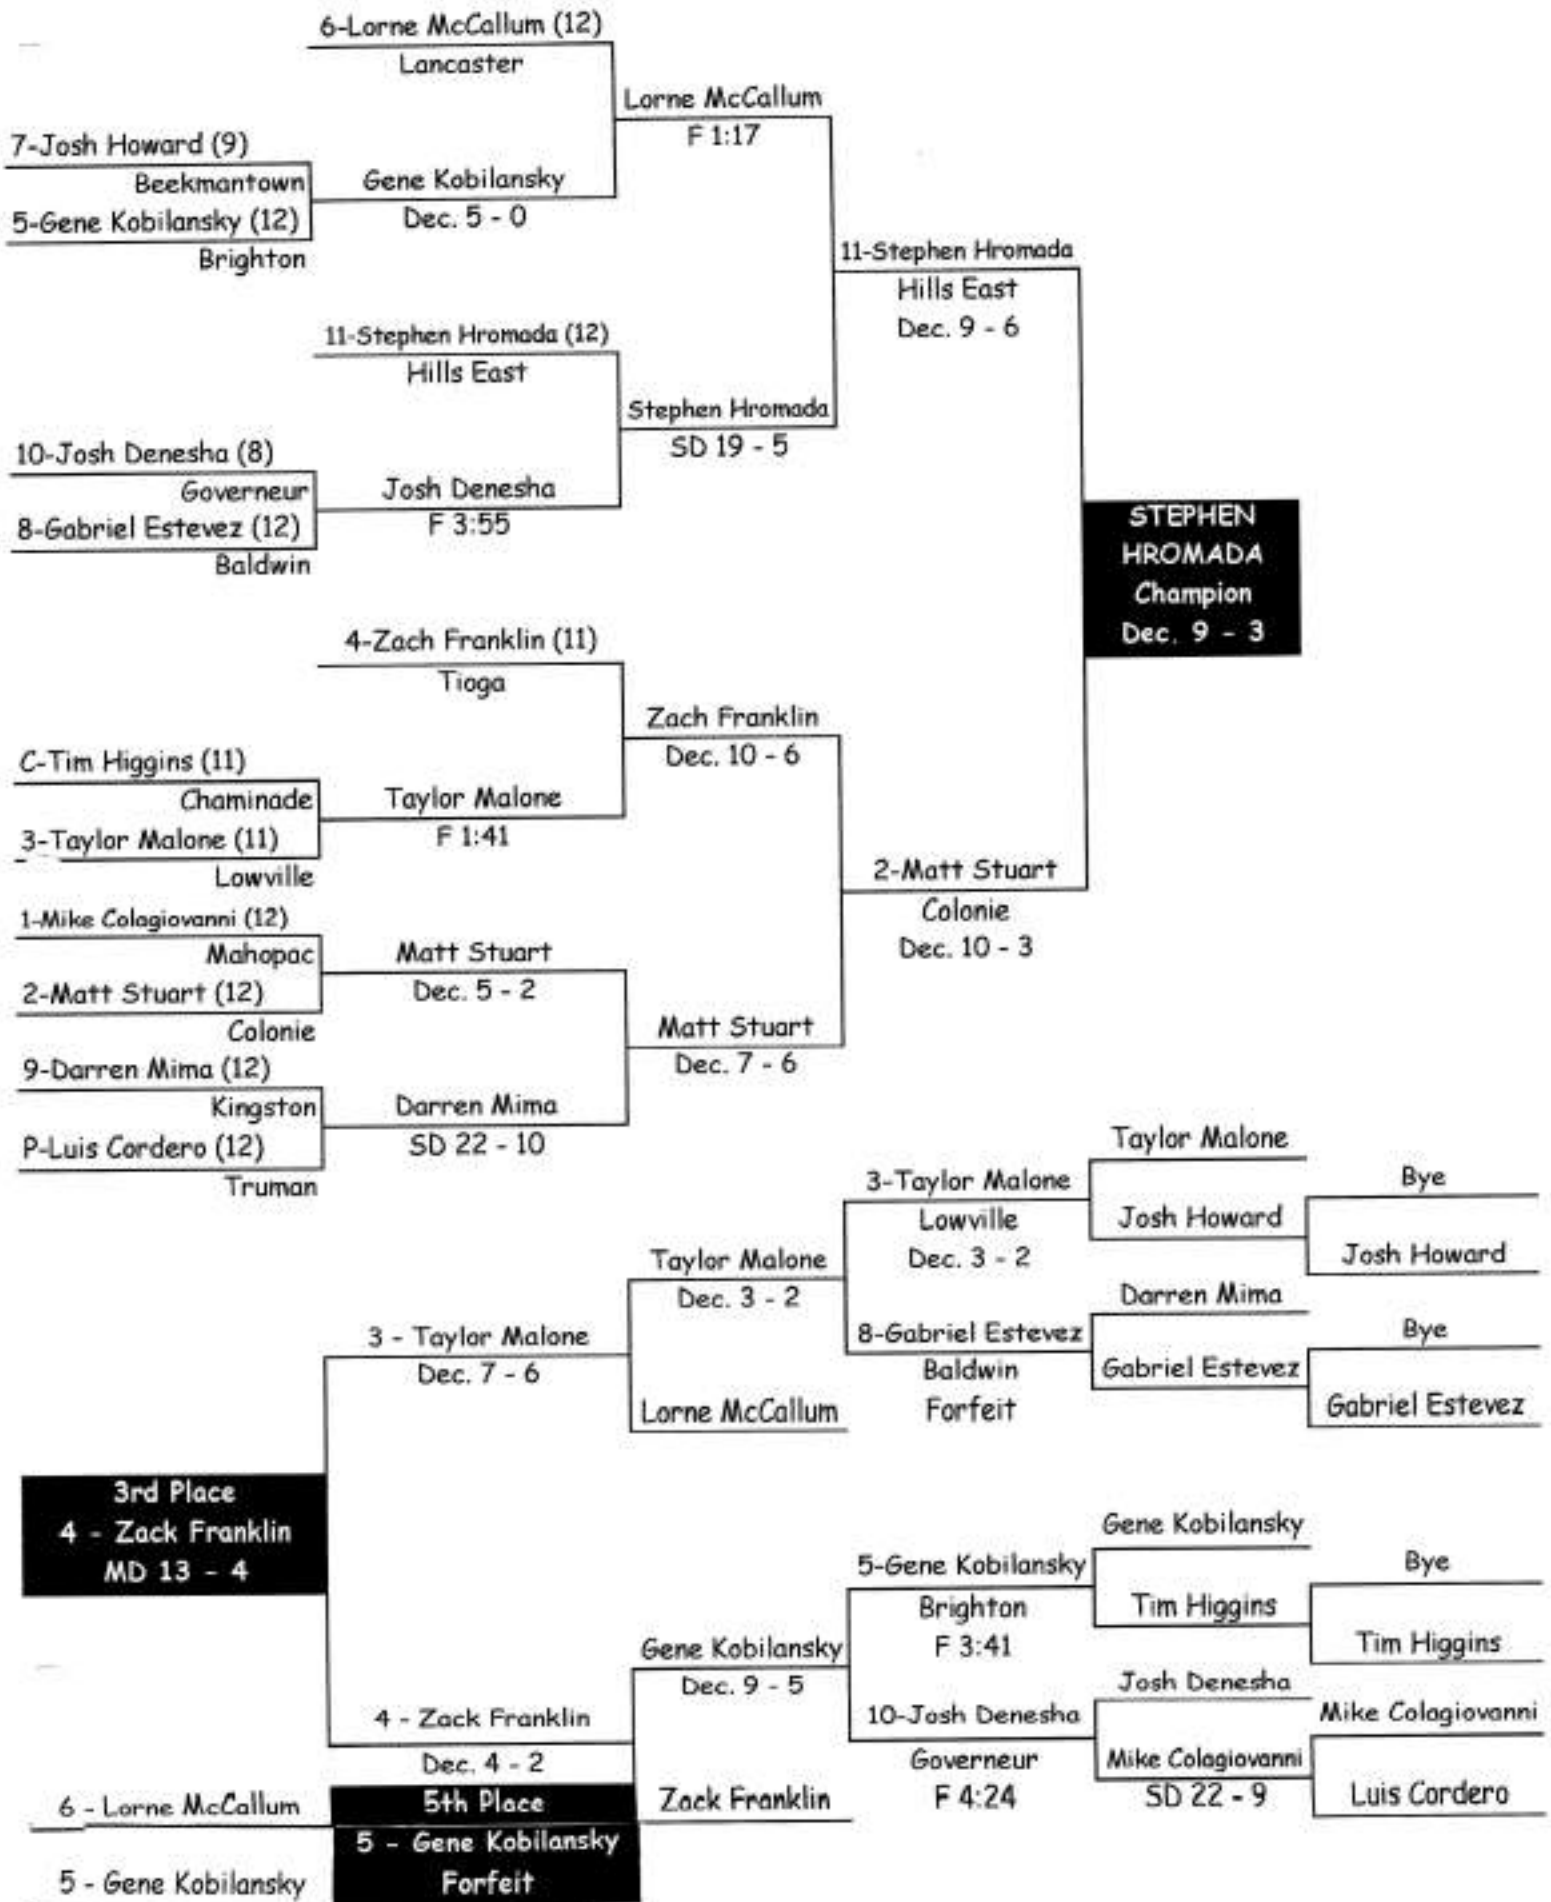 6-Lorne McCallum (12)
Lancaster
Lorne McCallum
F 1:17
7-Josh Howard (9)
Beekmantown
Gene Kobilansky
5-Gene Kobilansky (12)
Dec. 5 - 0
Brighton
11-Stephen Hromada
Hills East
Dec. 9 - 6
11-Stephen Hromada (12)
Hills East
Stephen Hromada
SD 19 - 5
10-Josh Denesha (8)
Governeur
Josh Denesha
8-Gabriel Estevez (12)
F 3:55
Baldwin
STEPHEN
HROMADA
Champion
Dec. 9 - 3
4-Zach Franklin (11)
Tioga
Zach Franklin
Dec. 10 - 6
C-Tim Higgins (11)
Chaminade
Taylor Malone
3-Taylor Malone (11)
F 1:41
Lowville
2-Matt Stuart
Colonie
Dec. 10 - 3
1-Mike Colagiovanni (12)
Mahopac
Matt Stuart
2-Matt Stuart (12)
Dec. 5 - 2
Colonie
Matt Stuart
Dec. 7 - 6
9-Darren Mima (12)
Kingston
Darren Mima
P-Luis Cordero (12)
SD 22 - 10
Truman
Taylor Malone
Bye
3-Taylor Malone
Lowville
Josh Howard
Dec. 3 - 2
Josh Howard
Taylor Malone
Dec. 3 - 2
Darren Mima
Bye
8-Gabriel Estevez
Baldwin
Gabriel Estevez
Forfeit
Gabriel Estevez
3 - Taylor Malone
Dec. 7 - 6
Lorne McCallum
3rd Place
4 - Zack Franklin
MD 13 - 4
Gene Kobilansky
Bye
5-Gene Kobilansky
Brighton
Tim Higgins
F 3:41
Tim Higgins
Gene Kobilansky
Dec. 9 - 5
Josh Denesha
Mike Colagiovanni
10-Josh Denesha
Governeur
Mike Colagiovanni
F 4:24
SD 22 - 9
Luis Cordero
4 - Zack Franklin
Dec. 4 - 2
Zack Franklin
6 - Lorne McCallum
5th Place
5 - Gene Kobilansky
Forfeit
5 - Gene Kobilansky